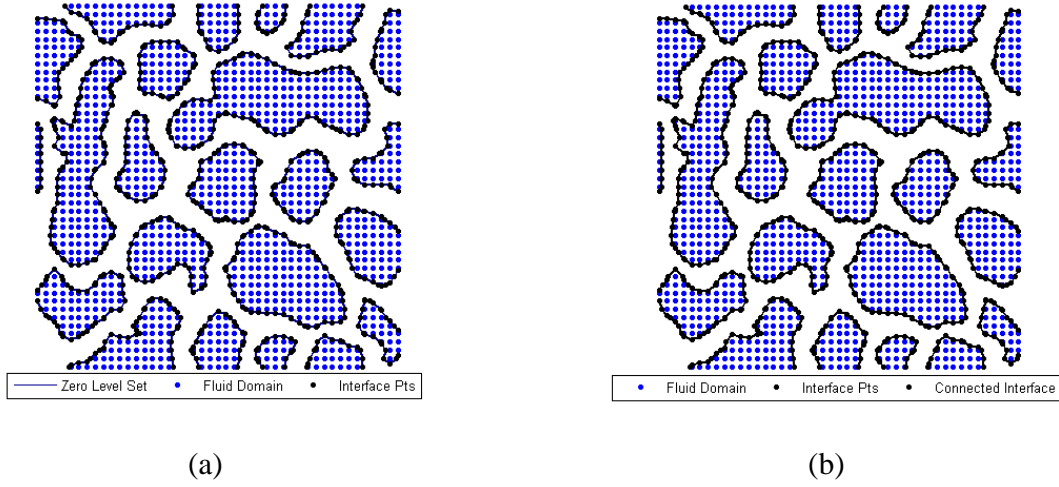 Zero Level Set Fluid Domain Interface Pts
Fluid Domain Interface Pts Connected Interface
(a)
(b)